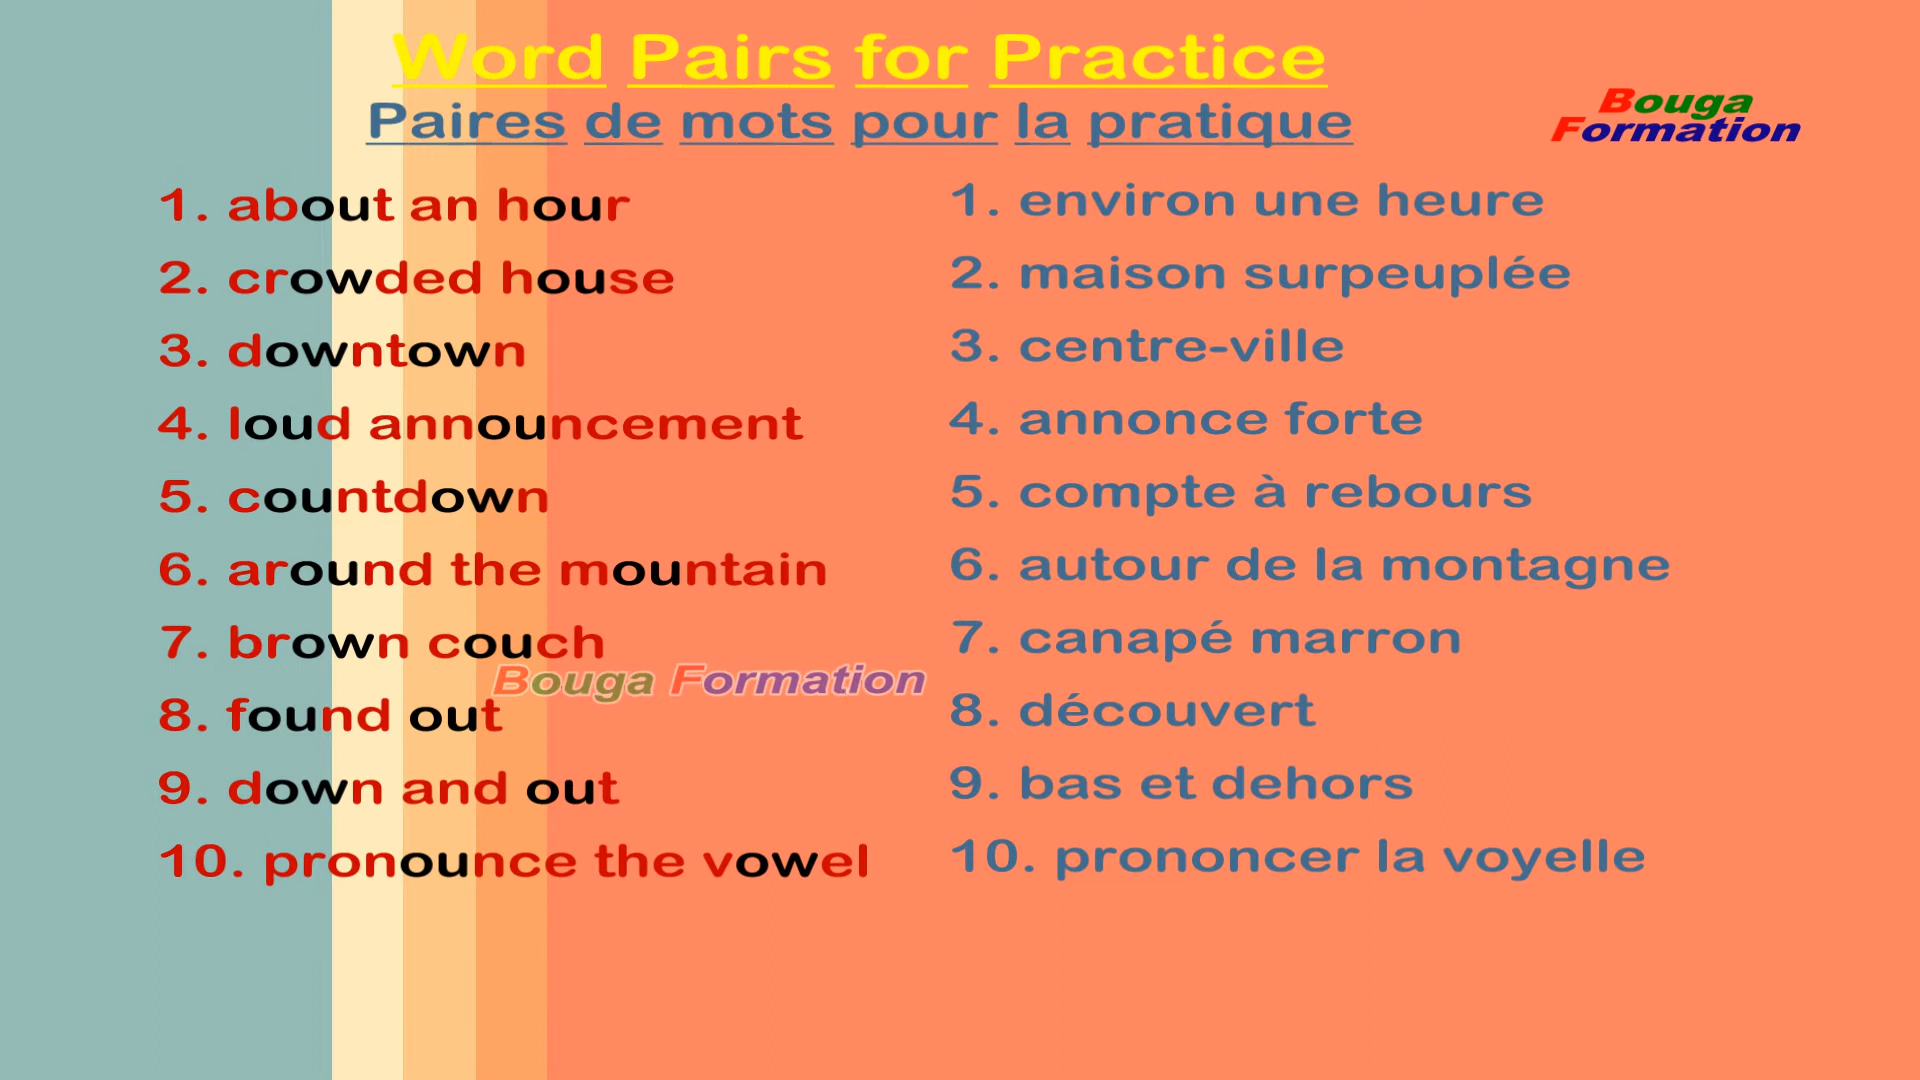 Word Pairs for Practice
Paires de mots pour la pratique
Bouga
Formation
1. about an hour
2. crowded house
3. downtown
4. loud announcement
5. countdown
6. around the mountain
7. brown couch
8. found out
9. down and out
10. pronounce the vowel
1. environ une heure
2. maison surpeuplée
3. centre-ville
4. annonce forte
5. compte à rebours
6. autour de la montagne
7. canapé marron
8. découvert
9. bas et dehors
10. prononcer la voyelle
Bouga Formation